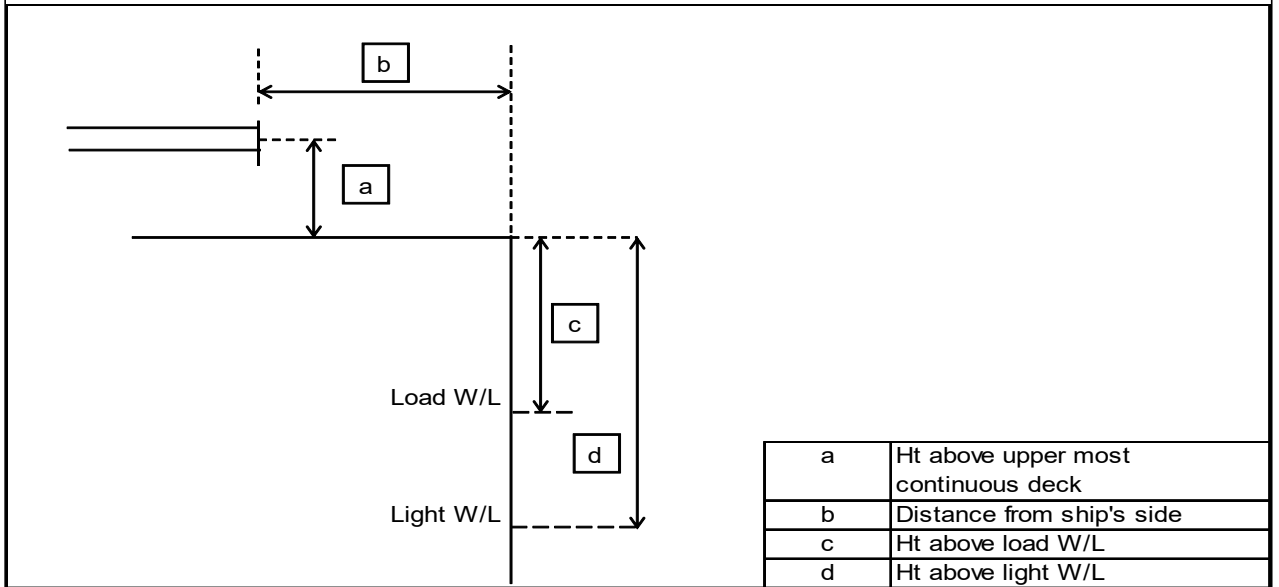 b
a
c
Load W/L
d
Light W/L
a Ht above upper most
continuous deck
b Distance from ship's side
c Ht above load W/L
d Ht above light W/L